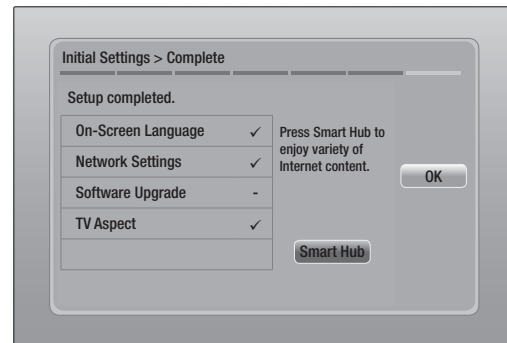 Initial Settings > Complete
Setup completed.
On-Screen Language ✓
Network Settings ✓
Software Upgrade -
TV Aspect ✓
Press Smart Hub to
enjoy variety of
Internet content.
Smart Hub
OK